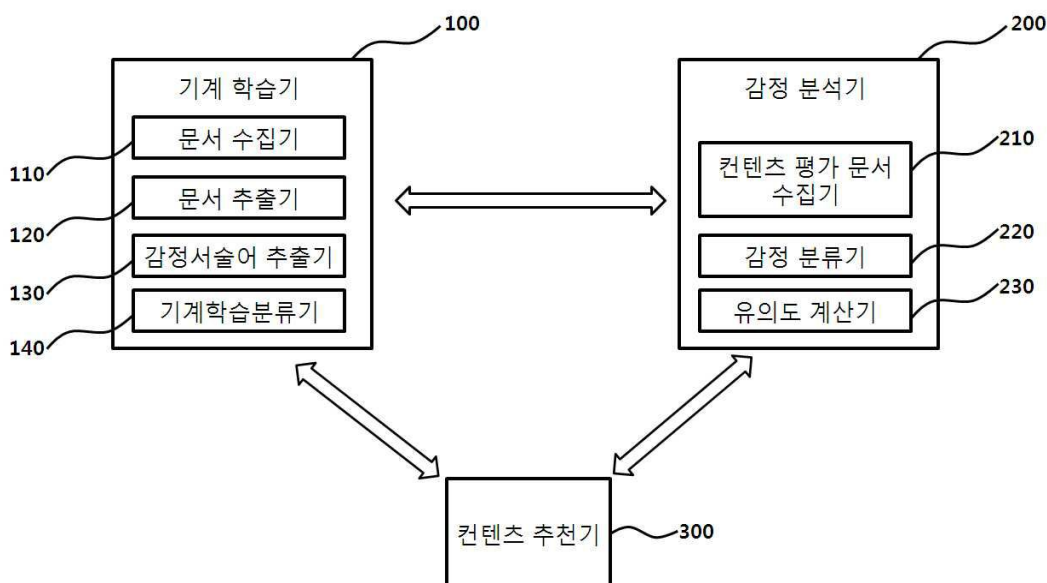 100
기계 학습기
문서 수집기
110
문서 추출기
120
감정서술어 추출기
130
기계학습분류기
140
200
감정 분석기
컨텐츠 평가 문서
수집기
210
감정 분류기
220
유의도 계산기
230
컨텐츠 추천기
300